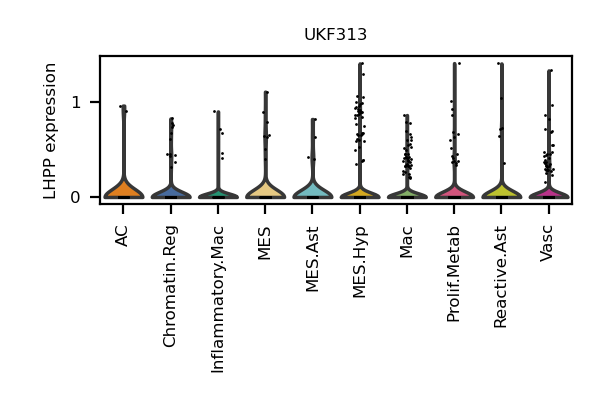 UKF313
LHPP expression
1
0
AC
Chromatin.Reg
Inflammatory.Mac
MES
MES.Ast
MES.Hyp
Mac
Prolif.Metab
Reactive.Ast
Vasc